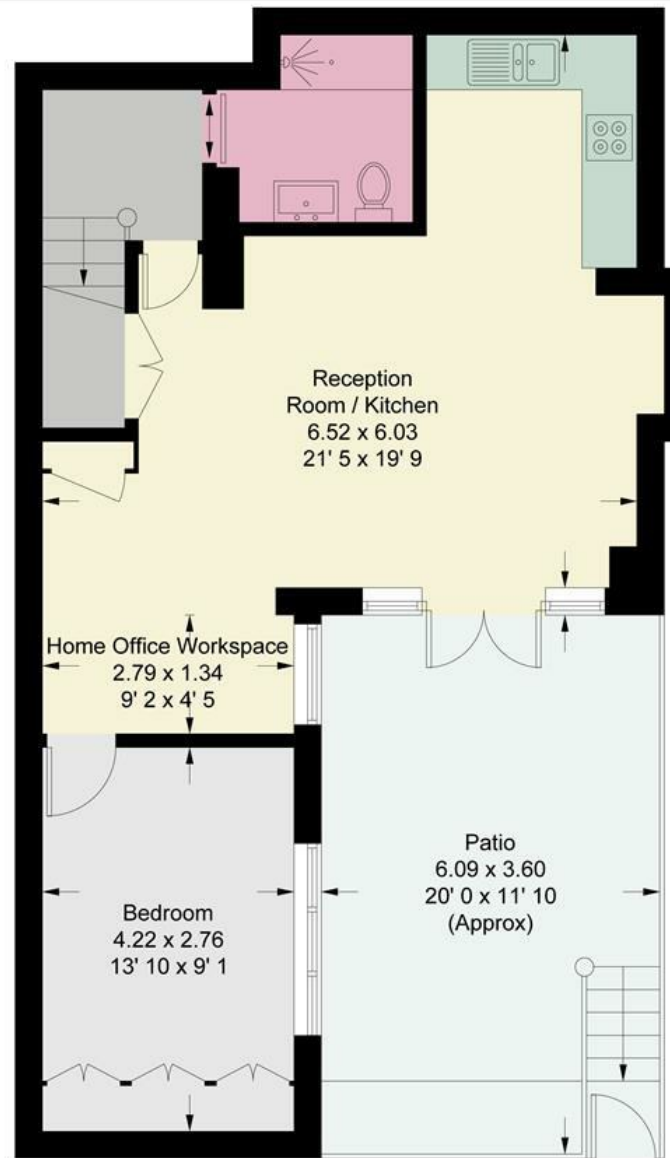 Reception
Room / Kitchen
6.52 x 6.03
21' 5 x 19' 9
Home Office Workspace
2.79 x 1.34
9' 2 x 4' 5
Patio
6.09 x 3.60
20' 0 x 11' 10
(Approx)
Bedroom
4.22 x 2.76
13' 10 x 9' 1